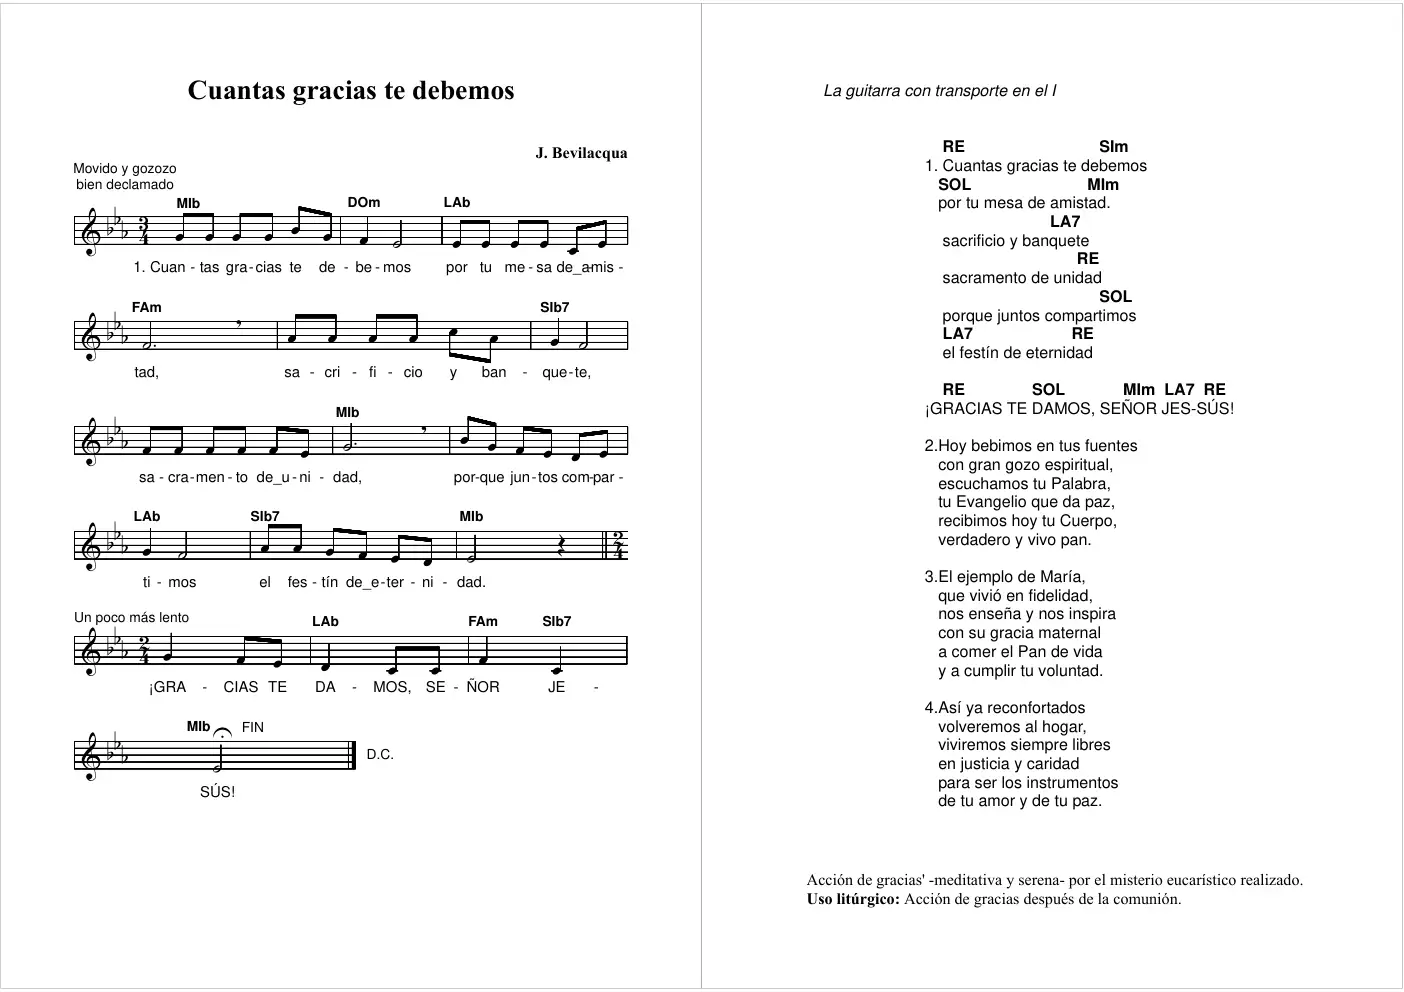 Cuantas gracias te debemos
J. Bevilacqua
Movido y gozozo
bien declamado
MIb DOm LAb
3
4
1. Cuan - tas gra - cias te de - be - mos por tu me - sa de_a-mis -
FAm SIb7
tad, sa - cri - fi - cio y ban - que - te,
MIb
sa - cra - men - to de_u - ni - dad, por-que jun - tos com-par -
LAb SIb7 MIb
2
4
ti - mos el fes - tín de_e-ter - ni - dad.
Un poco más lento
LAb FAm SIb7
2
4
¡GRA - CIAS TE DA - MOS, SE - ÑOR JE -
MIb FIN
D.C.
SÚS!
La guitarra con transporte en el I
RE SIm
1. Cuantas gracias te debemos
SOL MIm
por tu mesa de amistad.
LA7
sacrificio y banquete
RE
sacramento de unidad
SOL
porque juntos compartimos
LA7 RE
el festín de eternidad
RE SOL MIm LA7 RE
¡GRACIAS TE DAMOS, SEÑOR JES-SÚS!
2.Hoy bebimos en tus fuentes
con gran gozo espiritual,
escuchamos tu Palabra,
tu Evangelio que da paz,
recibimos hoy tu Cuerpo,
verdadero y vivo pan.
3.El ejemplo de María,
que vivió en fidelidad,
nos enseña y nos inspira
con su gracia maternal
a comer el Pan de vida
y a cumplir tu voluntad.
4.Así ya reconfortados
volveremos al hogar,
viviremos siempre libres
en justicia y caridad
para ser los instrumentos
de tu amor y de tu paz.
Acción de gracias' -meditativa y serena- por el misterio eucarístico realizado.
Uso litúrgico: Acción de gracias después de la comunión.